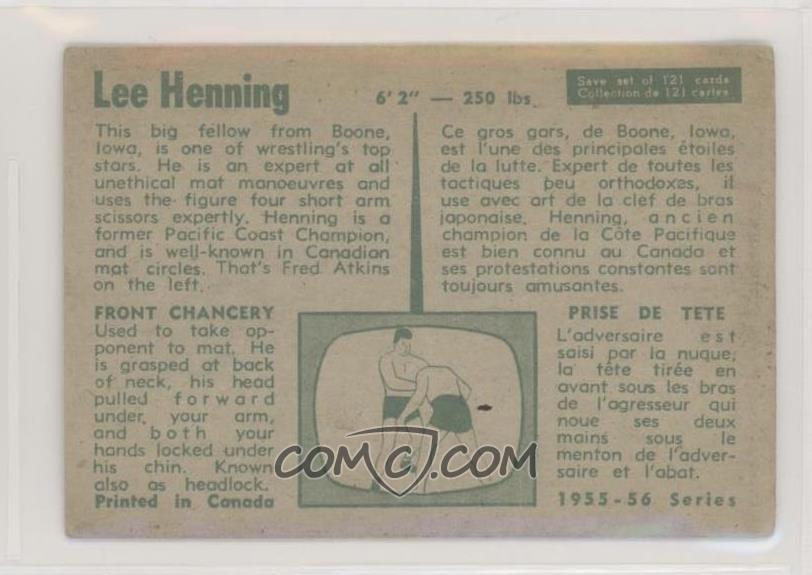 Lee Henning
6' 2" — 250 lbs.
Save set of 121 cards
Collection de 121 cartes
This big fellow from Boone,
Iowa, is one of wrestling's top
stars. He is an expert at all
unethical mat manoeuvres and
uses the figure four short arm
scissors expertly. Henning is a
former Pacific Coast Champion,
and is well-known in Canadian
mat circles. That's Fred Atkins
on the left.
Ce gros gars, de Boone, Iowa,
est l'une des principales étoiles
de la lutte. Expert de toutes les
tactiques peu orthodoxes, il
use avec art de la clef de bras
japonaise. Henning, ancien
champion de la Côte Pacifique
est bien connu au Canada et
ses protestations constantes sont
toujours amusantes.
FRONT CHANCERY
Used to take op-
ponent to mat. He
is grasped at back
of neck, his head
pulled forward
under your arm,
and both your
hands locked under
his chin. Known
also as headlock.
Printed in Canada
PRISE DE TETE
L'adversaire est
saisi par la nuque,
la tête tirée en
avant sous les bras
de l'agresseur qui
noue ses deux
mains sous le
menton de l'adver-
saire et l'abat.
1955-56 Series
COMC.COM